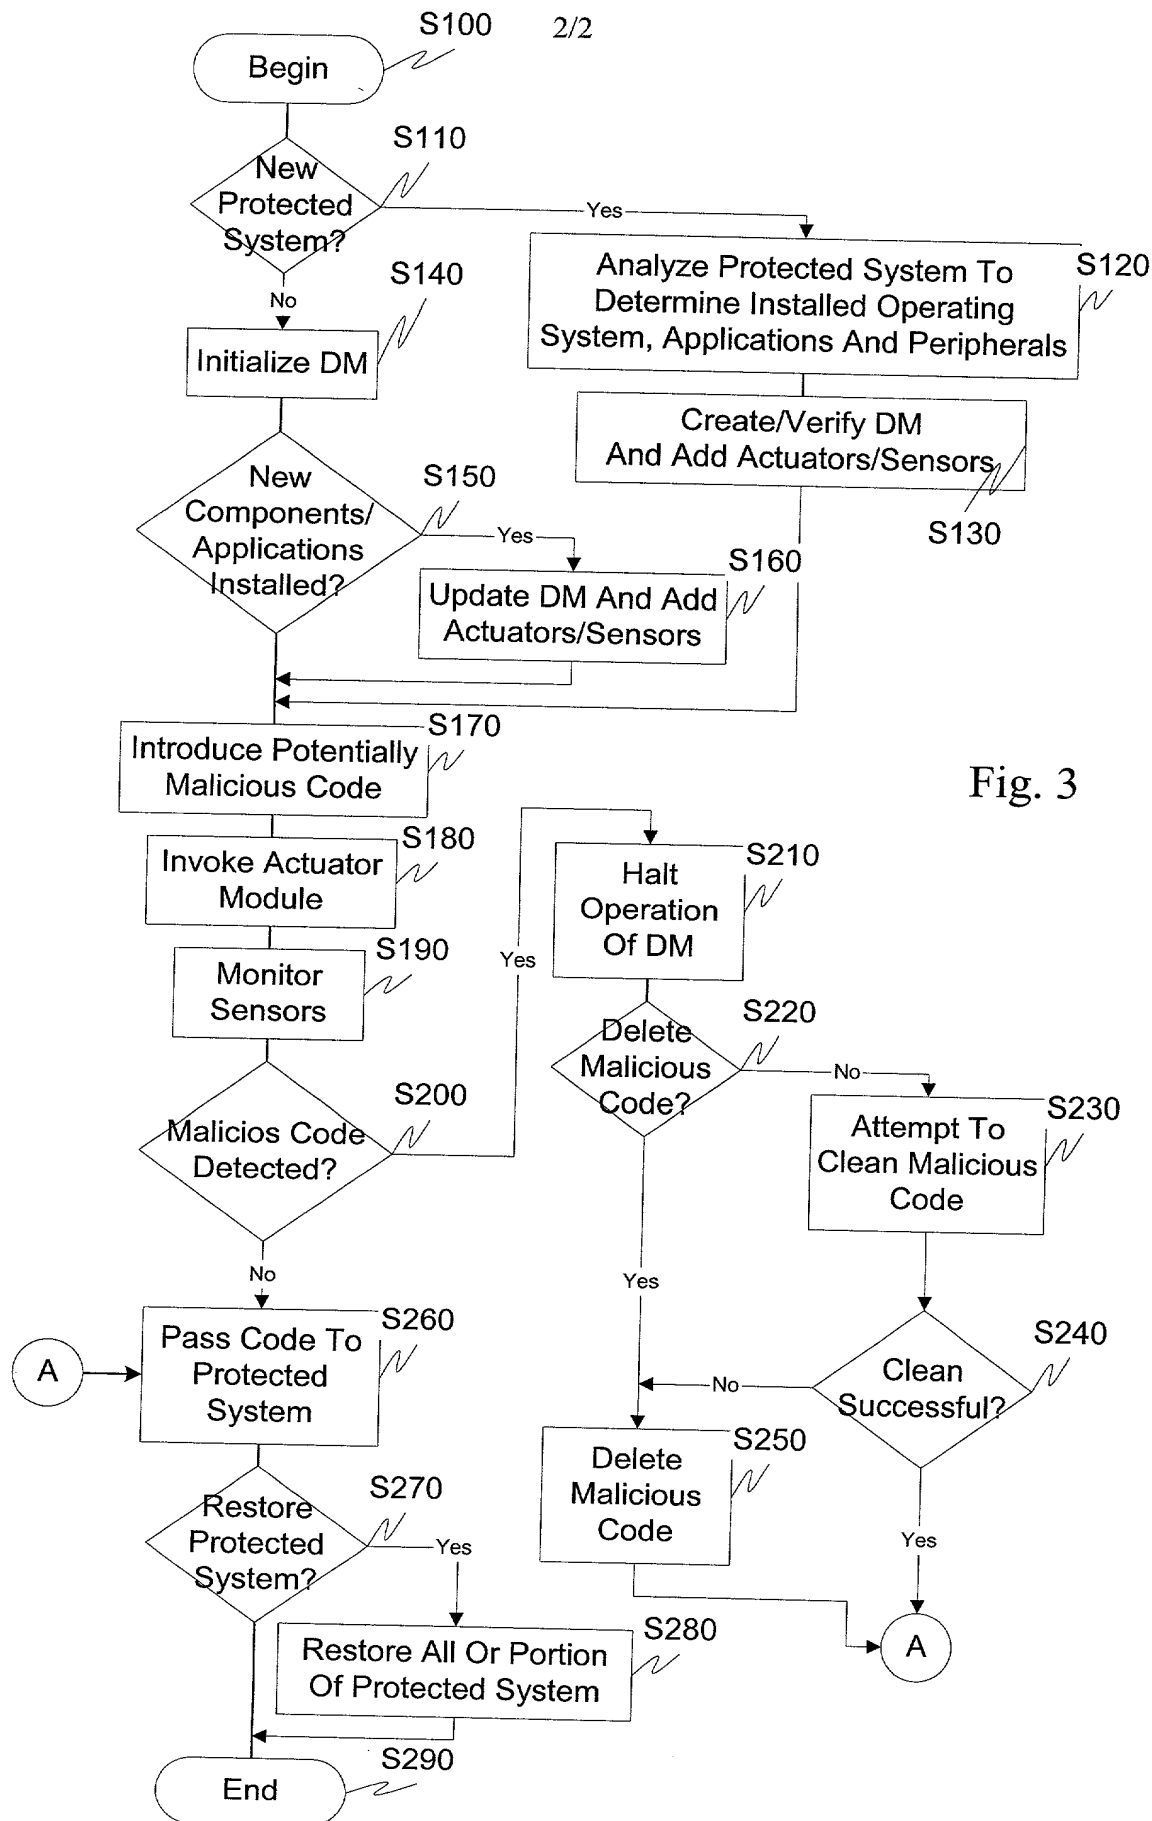 S100
2/2
Begin
S110
New
Protected
System?
Yes
Analyze Protected System To
Determine Installed Operating
System, Applications And Peripherals
S120
No
S140
Initialize DM
Create/Verify DM
And Add Actuators/Sensors
S130
New
Components/
Applications
Installed?
S150
Yes
S160
Update DM And Add
Actuators/Sensors
S170
Introduce Potentially
Malicious Code
Fig. 3
S180
Invoke Actuator
Module
S190
Monitor
Sensors
S200
Malicios Code
Detected?
Yes
S210
Halt
Operation
Of DM
S220
Delete
Malicious
Code?
No
S230
Attempt To
Clean Malicious
Code
Yes
S240
Clean
Successful?
No
S250
Delete
Malicious
Code
Yes
A
No
S260
Pass Code To
Protected
System
A
S270
Restore
Protected
System?
Yes
S280
Restore All Or Portion
Of Protected System
S290
End